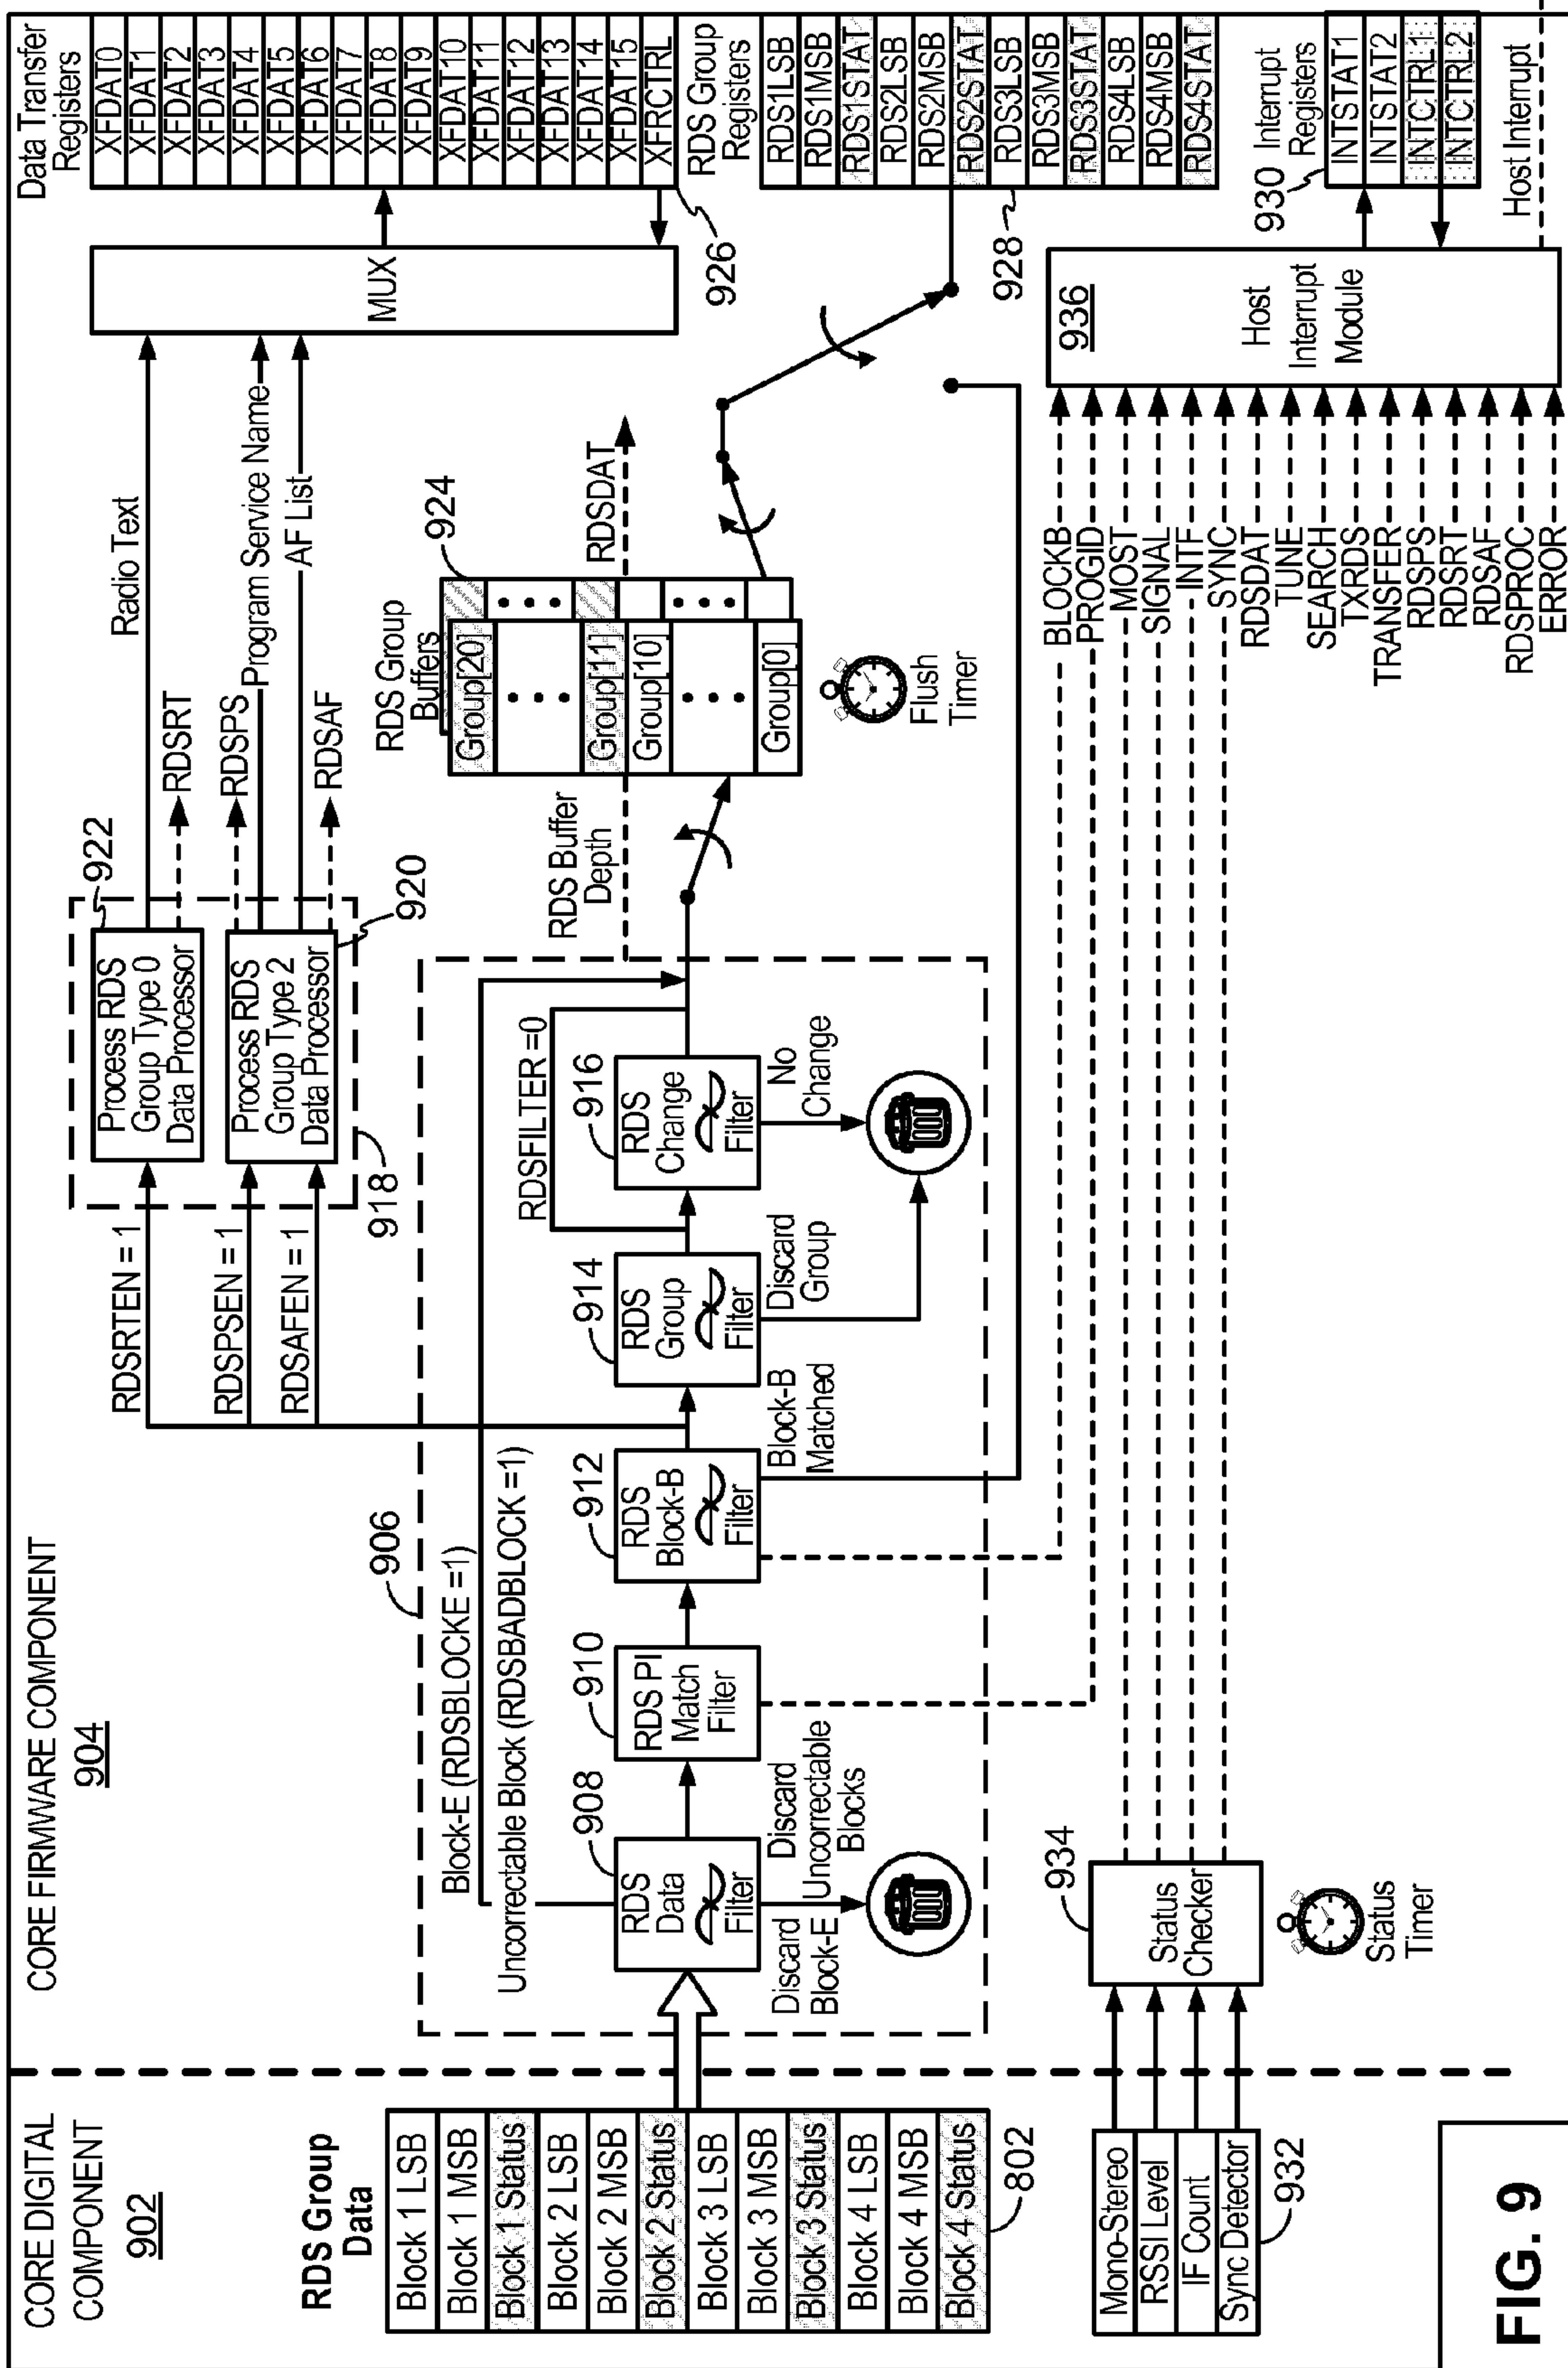 CORE DIGITAL
COMPONENT
902
RDS Group
Data
Block 1 LSB
Block 1 MSB
Block 1 Status
Block 2 LSB
Block 2 MSB
Block 2 Status
Block 3 LSB
Block 3 MSB
Block 3 Status
Block 4 LSB
Block 4 MSB
Block 4 Status
802
Mono-Stereo
RSSI Level
IF Count
Sync Detector
932
CORE FIRMWARE COMPONENT
904
906
Block-E (RDSBLOCKE =1)
Uncorrectable Block (RDSBADBLOCK =1)
908
RDS
Data
Filter
Discard
Block-E
Discard
Uncorrectable
Blocks
910
RDS PI
Match
Filter
912
RDS
Block-B
Filter
Block-B
Matched
914
RDS
Group
Filter
Discard
Group
RDSFILTER =0
916
RDS
Change
Filter
No
Change
RDSRTEN = 1
RDSPSEN = 1
RDSAFEN = 1
918
922
Process RDS
Group Type 0
Data Processor
Process RDS
Group Type 2
Data Processor
920
RDSRT
RDSPS
RDSAF
Radio Text
Program Service Name
AF List
MUX
RDS Buffer
Depth
RDS Group
Buffers
924
Group[20]
Group[11]
Group[10]
Group[0]
Flush
Timer
RDSDAT
Data Transfer
Registers
XFDAT0
XFDAT1
XFDAT2
XFDAT3
XFDAT4
XFDAT5
XFDAT6
XFDAT7
XFDAT8
XFDAT9
XFDAT10
XFDAT11
XFDAT12
XFDAT13
XFDAT14
XFDAT15
XFRCTRL
926
RDS Group
Registers
RDS1LSB
RDS1MSB
RDS1STAT
RDS2LSB
RDS2MSB
RDS2STAT
RDS3LSB
RDS3MSB
RDS3STAT
RDS4LSB
RDS4MSB
RDS4STAT
928
934
Status
Checker
Status
Timer
BLOCKB
PROGID
MOST
SIGNAL
INTF
SYNC
RDSDAT
TUNE
SEARCH
TXRDS
TRANSFER
RDSPS
RDSRT
RDSAF
RDSPROC
ERROR
936
Host
Interrupt
Module
930
Interrupt
Registers
INTSTAT1
INTSTAT2
INTCTRL1
INTCTRL2
Host Interrupt
FIG. 9